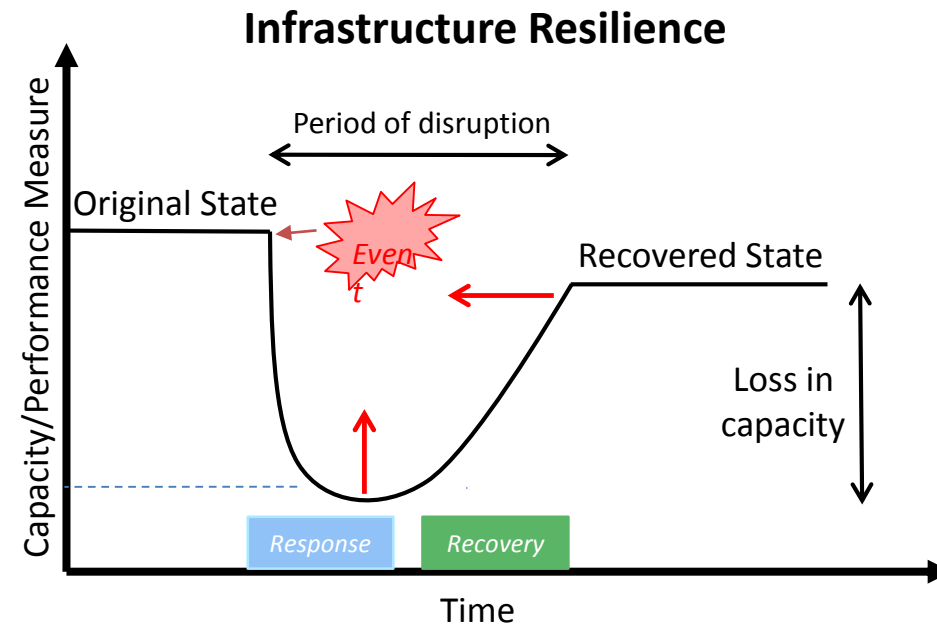 Infrastructure Resilience
Capacity/Performance Measure
Period of disruption
Original State
Even
t
Recovered State
Loss in
capacity
Response
Recovery
Time